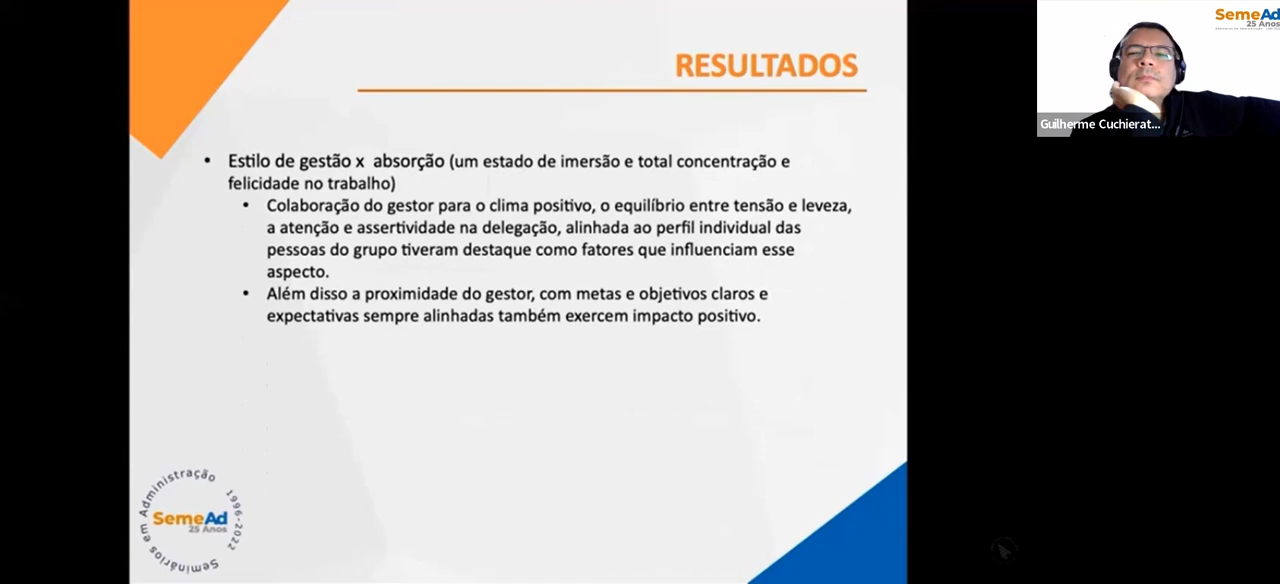 RESULTADOS
• Estilo de gestão x absorção (um estado de imersão e total concentração e
felicidade no trabalho)
• Colaboração do gestor para o clima positivo, o equilíbrio entre tensão e leveza,
a atenção e assertividade na delegação, alinhada ao perfil individual das
pessoas do grupo tiveram destaque como fatores que influenciam esse
aspecto.
• Além disso a proximidade do gestor, com metas e objetivos claros e
expectativas sempre alinhadas também exercem impacto positivo.
Seminários em Administração 1996-2022
SemeAd
25 Anos
SemeAd
25 Anos
Guilherme Cuchierat...